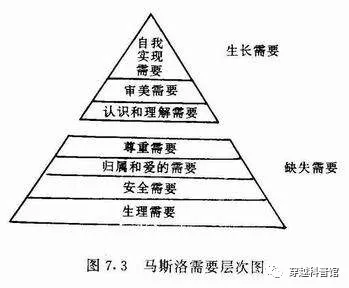 自我
实现
需要
生长需要
审美需要
认识和理解需要
尊重需要
归属和爱的需要
缺失需要
安全需要
生理需要
图 7.3 马斯洛需要层次图
穿越科普馆